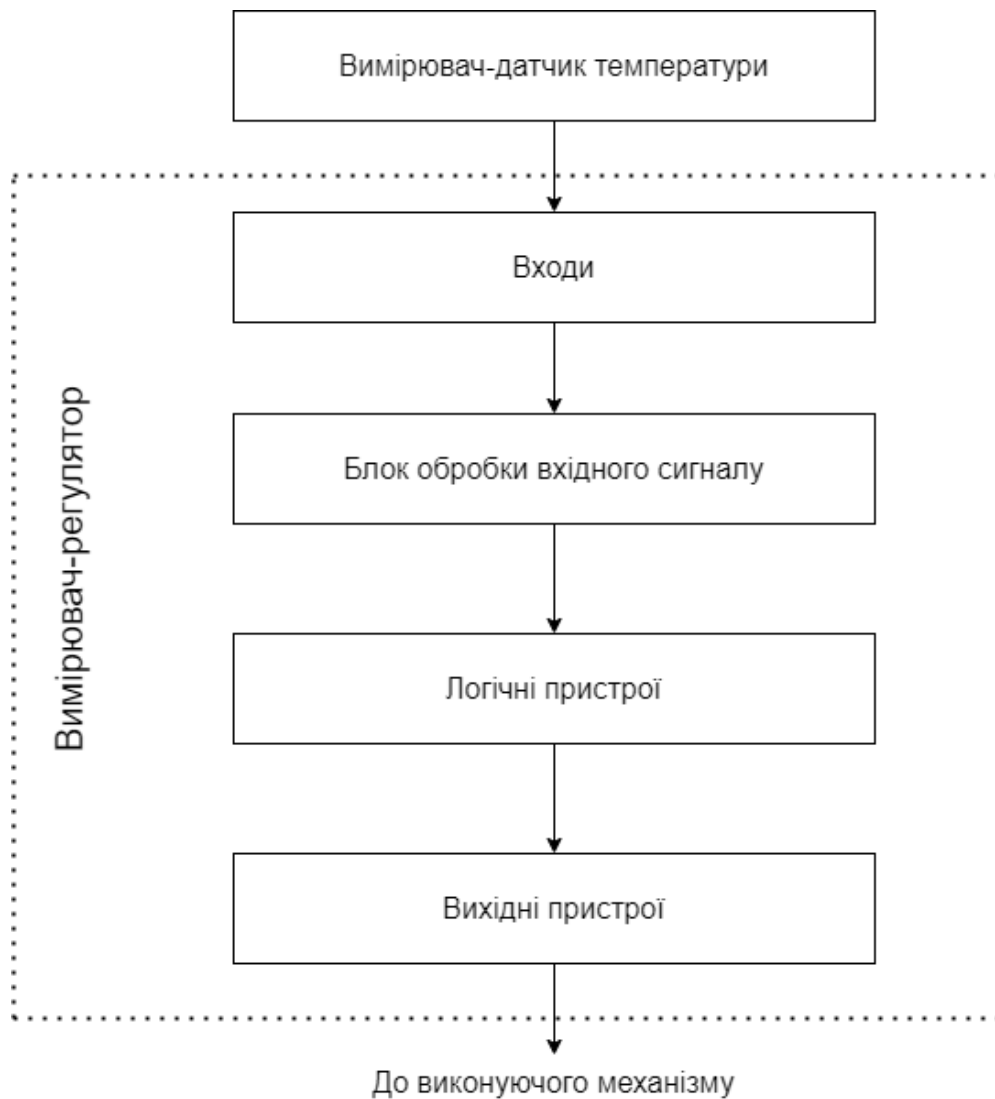 Вимірювач-датчик температури
Входи
Блок обробки вхідного сигналу
Вимірювач-регулятор
Логічні пристрої
Вихідні пристрої
До виконуючого механізму